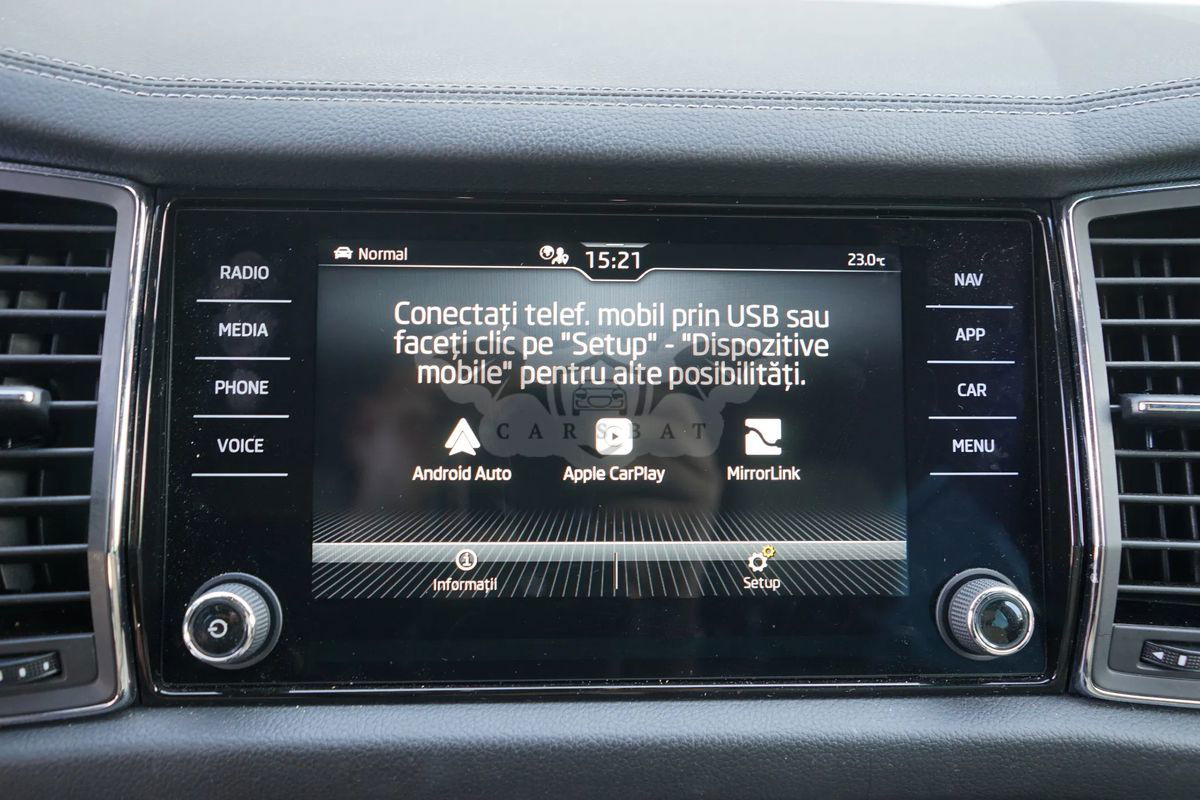 Normal
15:21
23.0°C
RADIO
MEDIA
PHONE
VOICE
Conectați telef. mobil prin USB sau
faceți clic pe "Setup" - "Dispozitive
mobile" pentru alte posibilități.
CARSBAT
Android Auto
Apple CarPlay
MirrorLink
Informații
Setup
NAV
APP
CAR
MENU